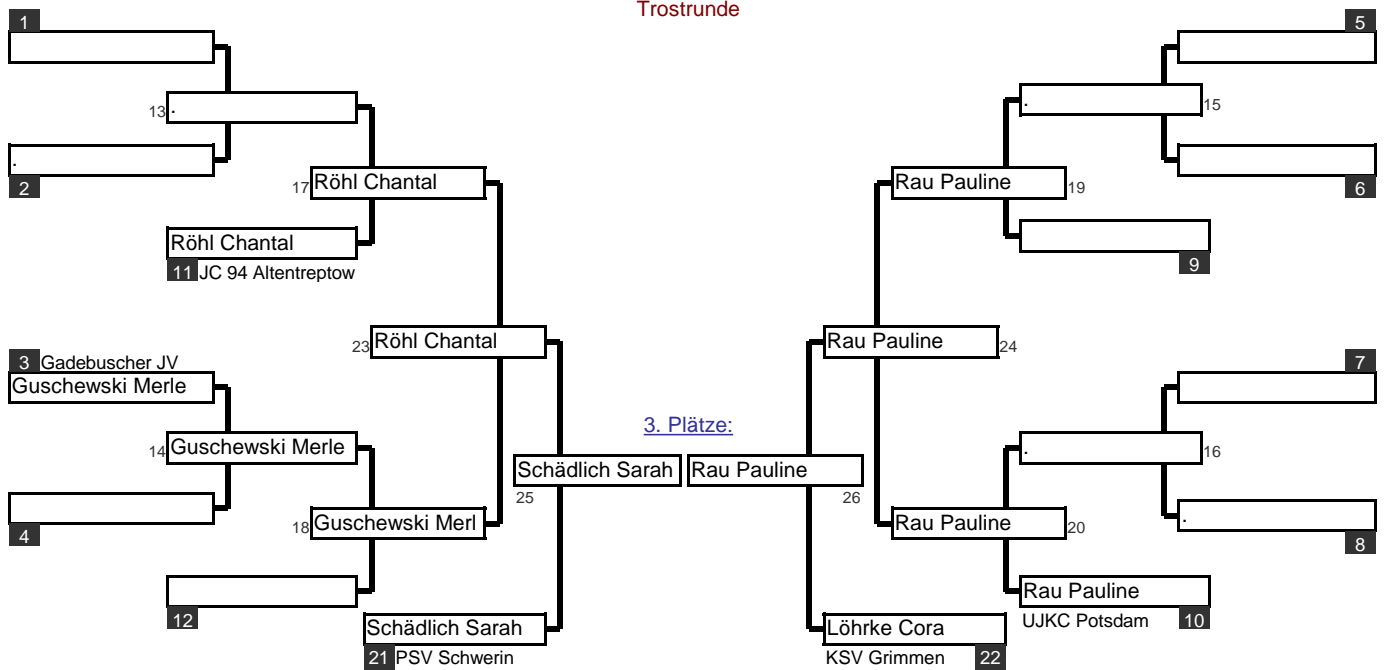 Trostrunde
1
5
13 .
. 15
.
2
6
17 Röhl Chantal
Rau Pauline 19
Röhl Chantal
11 JC 94 Altentreptow
9
23 Röhl Chantal
Rau Pauline 24
3 Gadebuscher JV
7
Guschewski Merle
3. Plätze:
14 Guschewski Merle
. 16
Schädlich Sarah
Rau Pauline
25
26
4
18 Guschewski Merl
Rau Pauline 20
.
8
12
Rau Pauline
UJKC Potsdam 10
Schädlich Sarah
Löhrke Cora
21 PSV Schwerin
KSV Grimmen 22